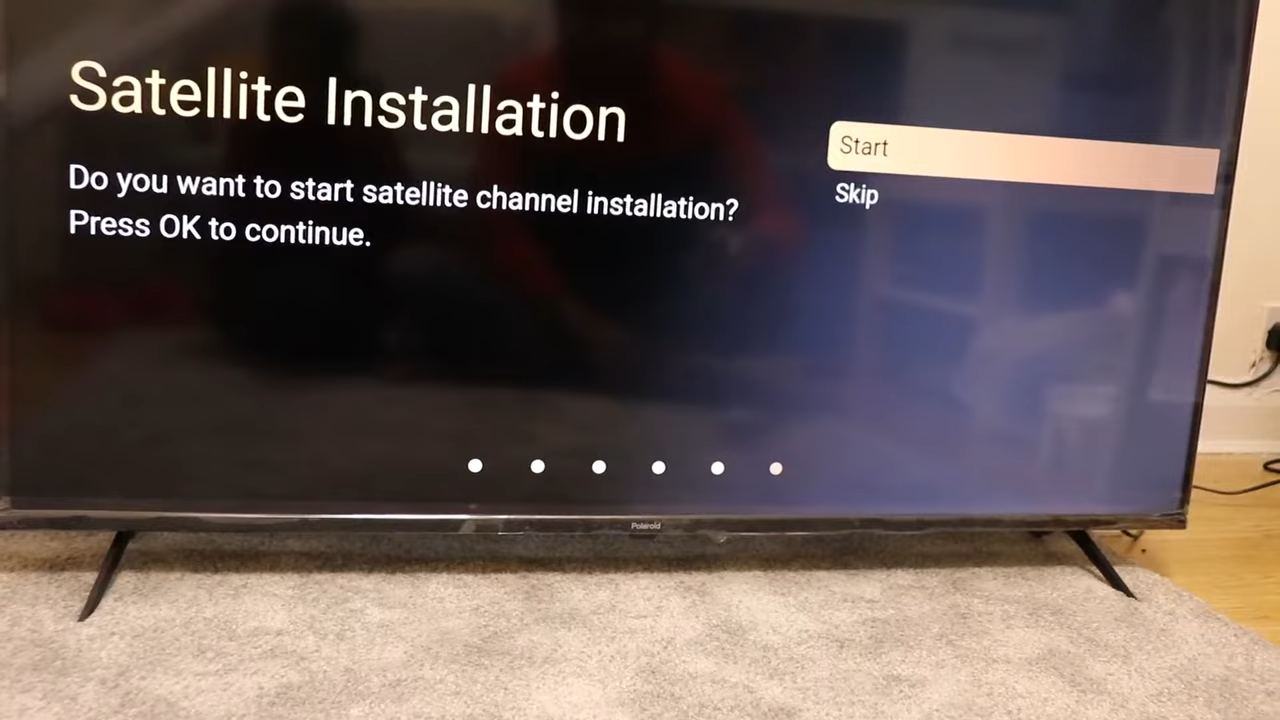 Satellite Installation
Do you want to start satellite channel installation?
Press OK to continue.
Start
Skip
Polaroid